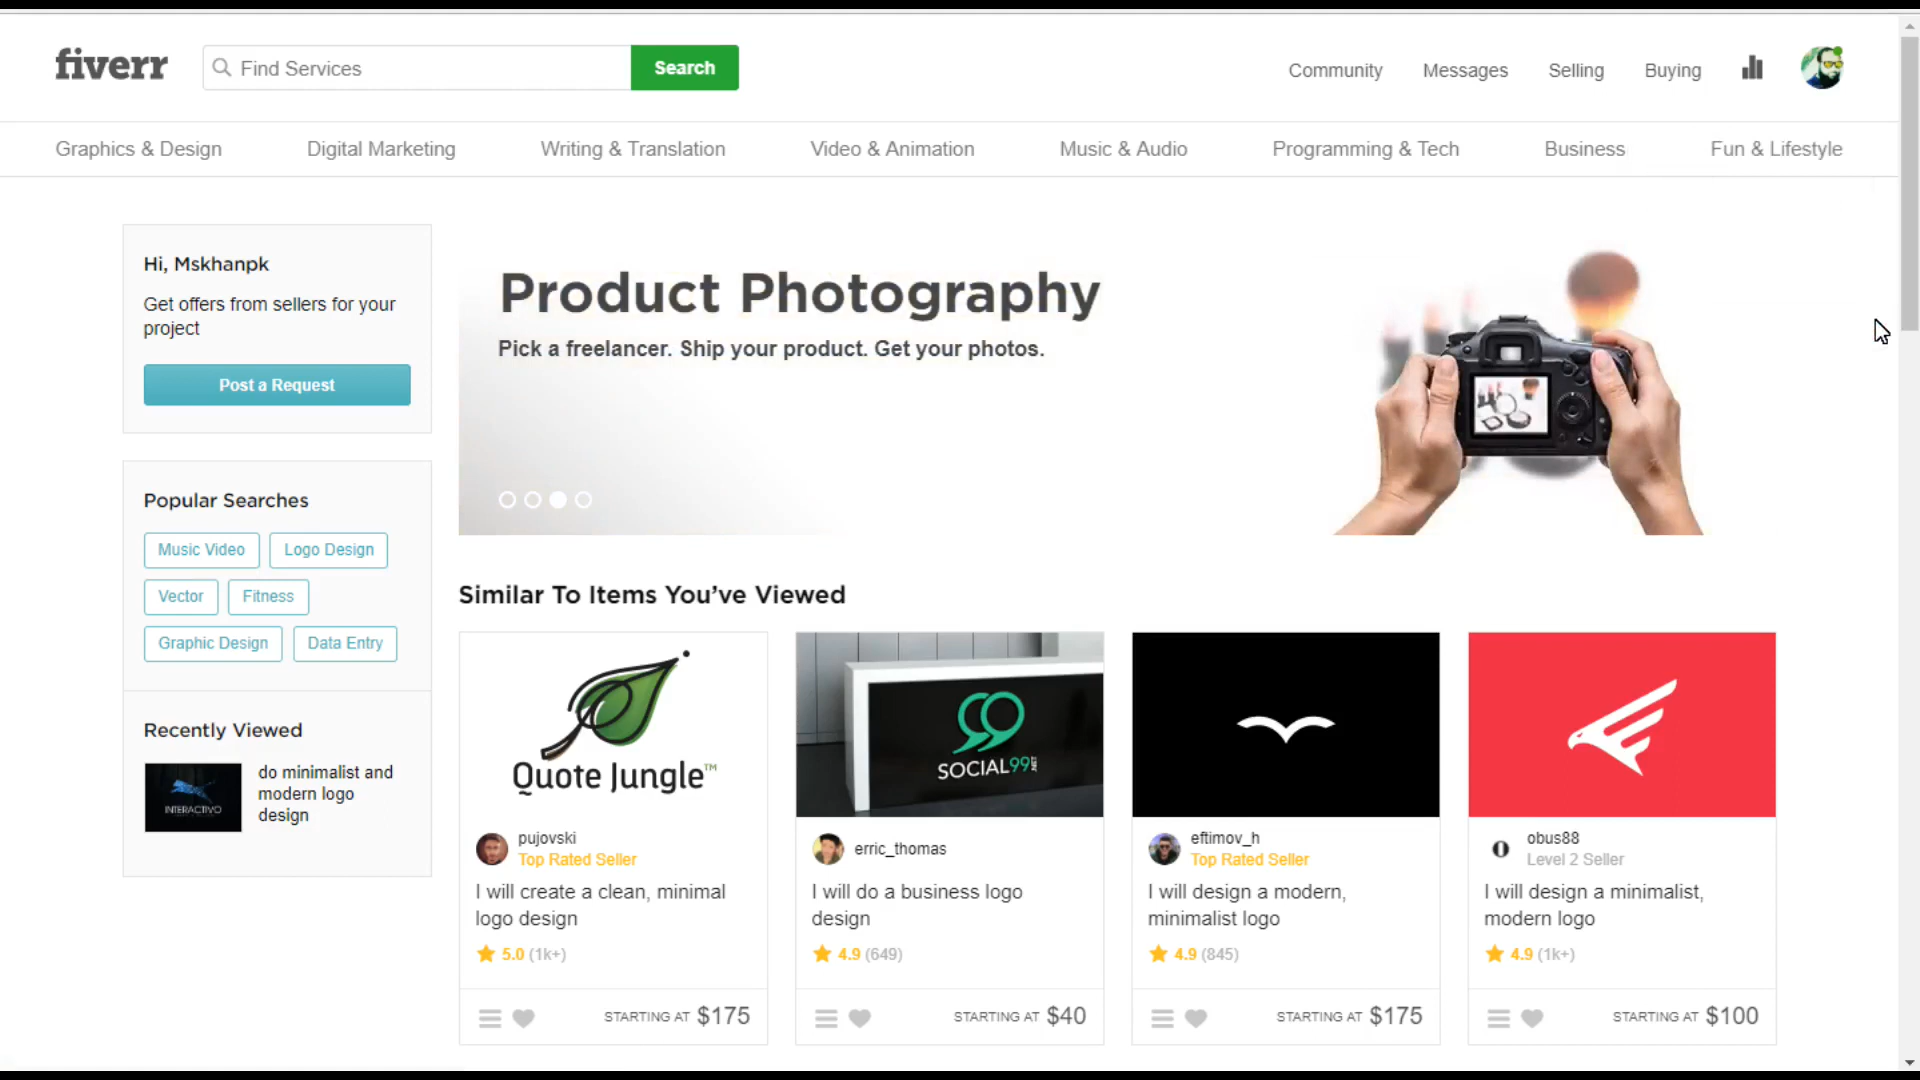 fiverr
Find Services
Search
Community
Messages
Selling
Buying
Graphics & Design
Digital Marketing
Writing & Translation
Video & Animation
Music & Audio
Programming & Tech
Business
Fun & Lifestyle
Hi, Mskhanpk
Get offers from sellers for your
project
Post a Request
Popular Searches
Music Video
Logo Design
Vector
Fitness
Graphic Design
Data Entry
Recently Viewed
INTERACTIVO
do minimalist and
modern logo
design
Product Photography
Pick a freelancer. Ship your product. Get your photos.
Similar To Items You’ve Viewed
Quote Jungle™
pujovski
Top Rated Seller
I will create a clean, minimal
logo design
5.0 (1k+)
STARTING AT $175
SOCIAL99.NET
erric_thomas
I will do a business logo
design
4.9 (649)
STARTING AT $40
eftimov_h
Top Rated Seller
I will design a modern,
minimalist logo
4.9 (845)
STARTING AT $175
obus88
Level 2 Seller
I will design a minimalist,
modern logo
4.9 (1k+)
STARTING AT $100